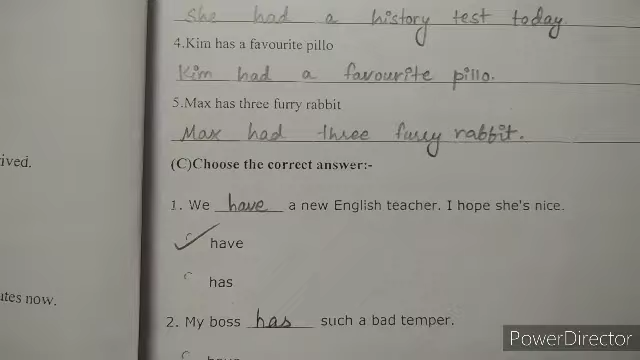 She had a history test today.
4.Kim has a favourite pillo
Kim had a favourite pillo.
5.Max has three furry rabbit
Max had three furry rabbit.
ived.
(C)Choose the correct answer:-
1. We have a new English teacher. I hope she's nice.
have
has
utes now.
2. My boss has such a bad temper.
have
PowerDirector